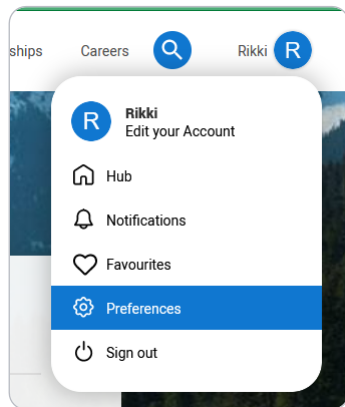 ships Careers Rikki R
R Rikki
Edit your Account
Hub
Notifications
Favourites
Preferences
Sign out